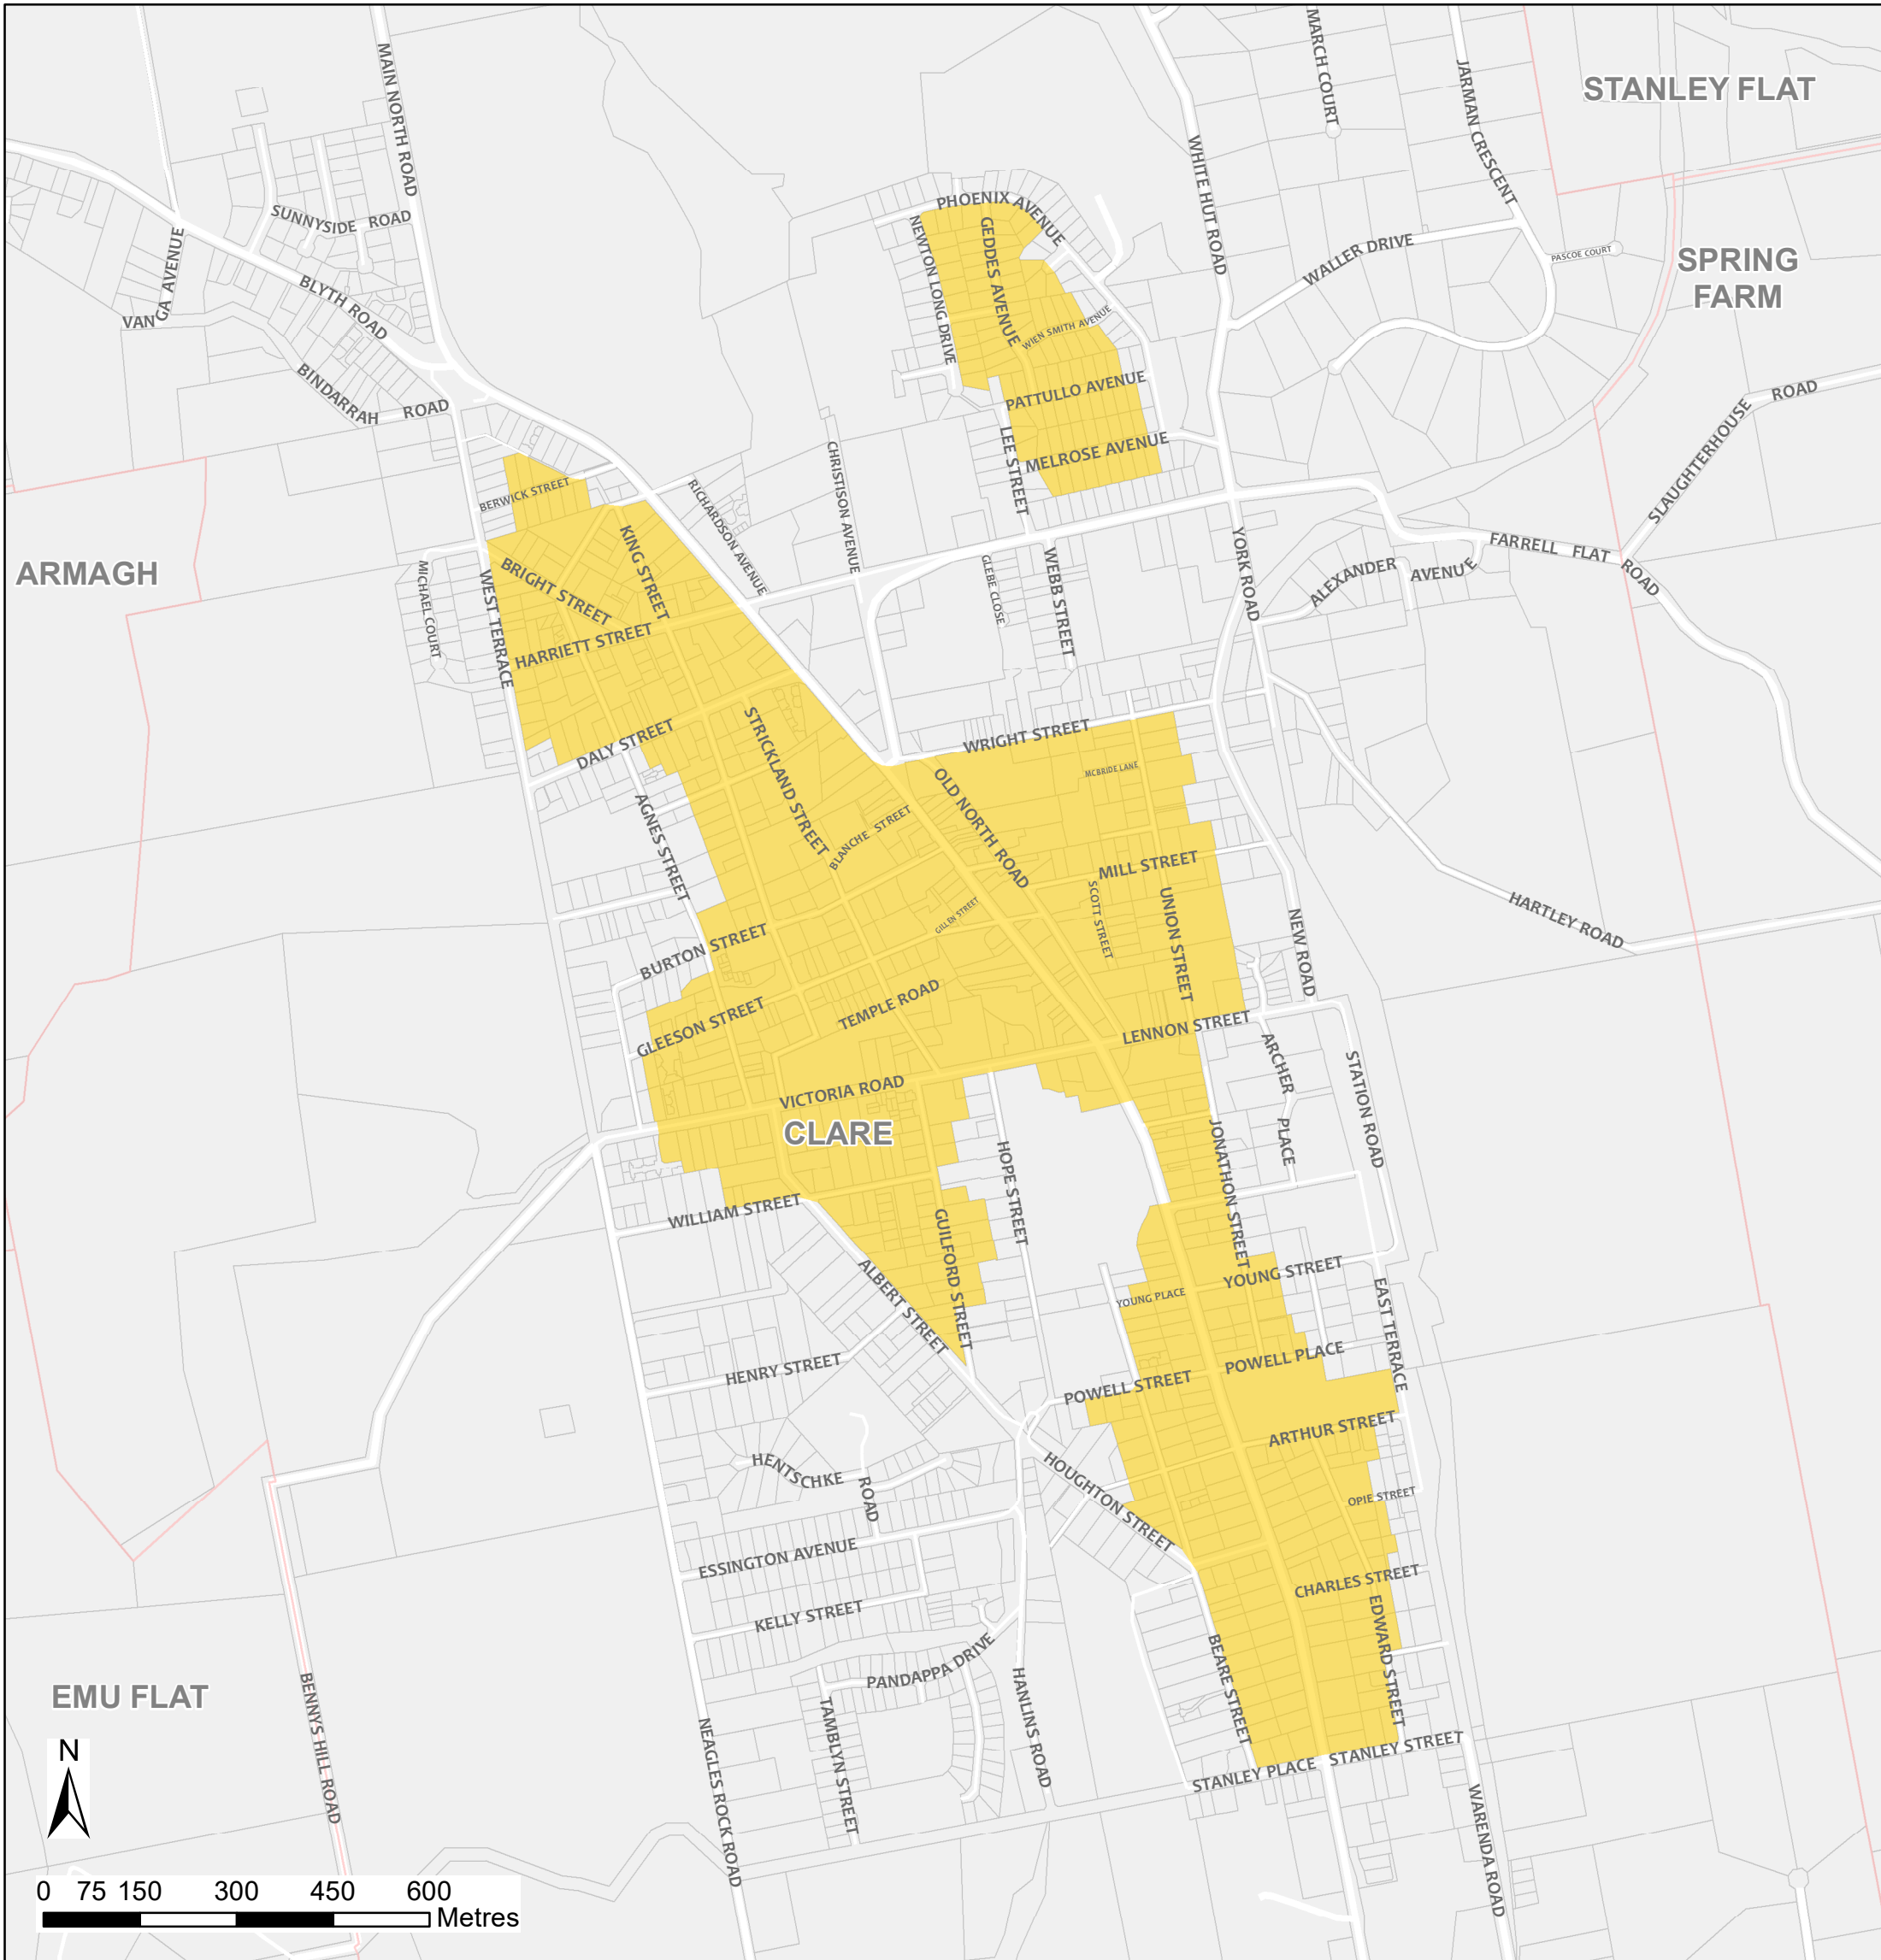 MAIN NORTH ROAD
MARCH COURT
JARMAN CRESCENT
STANLEY FLAT
WHITE HUT ROAD
SUNNYSIDE ROAD
PHOENIX AVENUE
NEWTON LONG DRIVE
GEDDES AVENUE
WALLER DRIVE
PASCOE COURT
SPRING
FARM
VAN
GA AVENUE
BLYTH ROAD
WIEN SMITH AVENUE
BINDARRAH ROAD
PATTULLO AVENUE
SLAUGHTERHOUSE ROAD
LEE STREET
MELROSE AVENUE
CHRISTISON AVENUE
BERWICK STREET
RICHARDSON AVENUE
KING STREET
YORK ROAD
FARRELL FLAT ROAD
ARMAGH
MICHAEL COURT
WEST TERRACE
BRIGHT STREET
GLEBE CLOSE
WEBB STREET
ALEXANDER AVENUE
HARRIETT STREET
DALY STREET
STRICKLAND STREET
WRIGHT STREET
MCBRIDE LANE
OLD NORTH ROAD
AGNES STREET
BLANCHE STREET
MILL STREET
SCOTT STREET
UNION STREET
GILLEN STREET
HARTLEY ROAD
NEW ROAD
BURTON STREET
GLEESON STREET
TEMPLE ROAD
LENNON STREET
ARCHER PLACE
STATION ROAD
VICTORIA ROAD
CLARE
HOPE STREET
JONATHON STREET
WILLIAM STREET
GUILFORD STREET
ALBERT STREET
YOUNG STREET
YOUNG PLACE
EAST TERRACE
HENRY STREET
POWELL PLACE
POWELL STREET
ARTHUR STREET
HENTSCHKE ROAD
HOUGHTON STREET
OPIE STREET
ESSINGTON AVENUE
CHARLES STREET
KELLY STREET
EDWARD STREET
BEARE STREET
PANDAPPA DRIVE
HANLINS ROAD
EMU FLAT
BENNYS HILL ROAD
TAMBLYN STREET
NEAGLES ROCK ROAD
STANLEY PLACE
STANLEY STREET
WARENDA ROAD
N
0 75 150 300 450 600
Metres